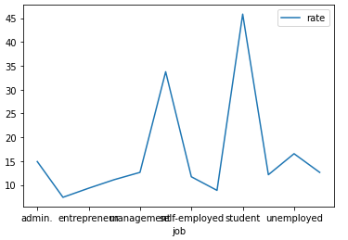 rate
45
40
35
30
25
20
15
10
admin.
entrepreneur
management
self-employed
student
unemployed
job